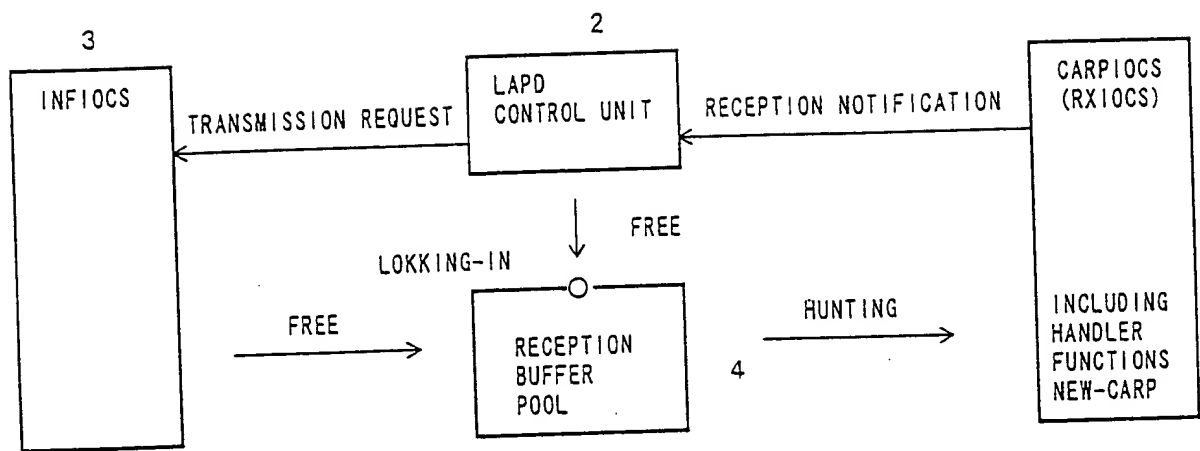 3
2
INFIOCS
LAPD
CONTROL UNIT
CARPIOCS
(RXIOCS)
TRANSMISSION REQUEST
RECEPTION NOTIFICATION
FREE
LOKKING-IN
FREE
HUNTING
RECEPTION
BUFFER
POOL
4
INCLUDING
HANDLER
FUNCTIONS
NEW-CARP